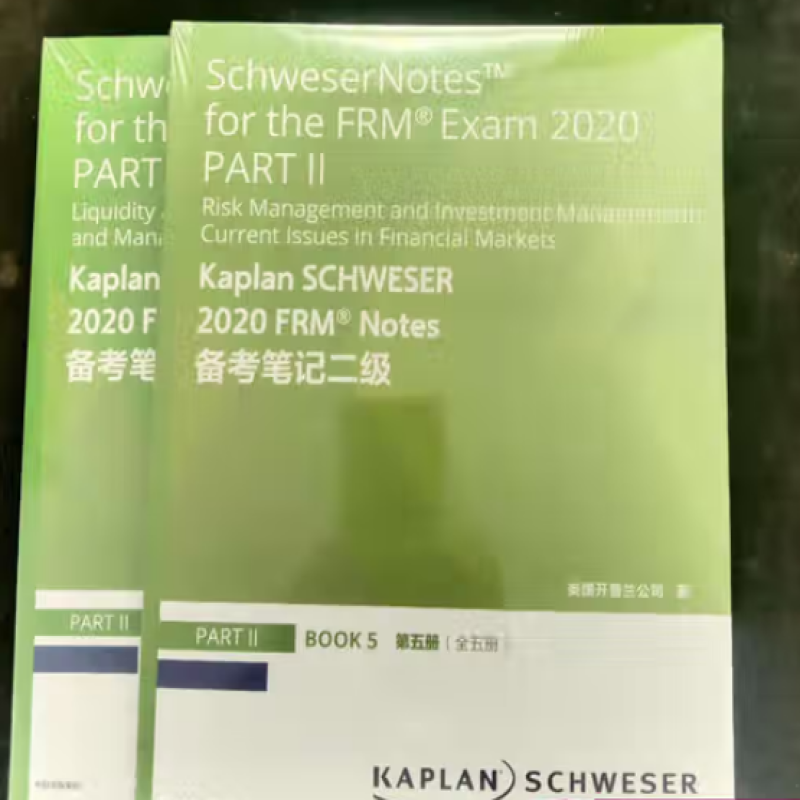 SchweserNotes™
for the FRM® Exam 2020
PART II
Risk Management and Investment Management
Current Issues in Financial Markets
Kaplan SCHWESER
2020 FRM® Notes
备考笔记二级
美国开普兰公司 著
PART II BOOK 5 第五册(全五册
KAPLAN SCHWESER
Schw
for th
PART
Liquidity
and Mana
Kaplan
2020 F
备考笔
PART II